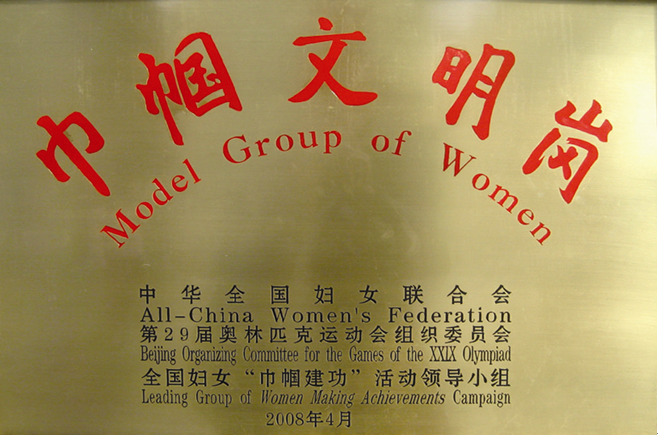 巾帼文明岗
Model Group of Women
中华全国妇女联合会
All-China Women's Federation
第29届奥林匹克运动会组织委员会
Beijing Organizing Committee for the Games of the XXIX Olympiad
全国妇女“巾帼建功”活动领导小组
Leading Group of Women Making Achievements Campaign
2008年4月